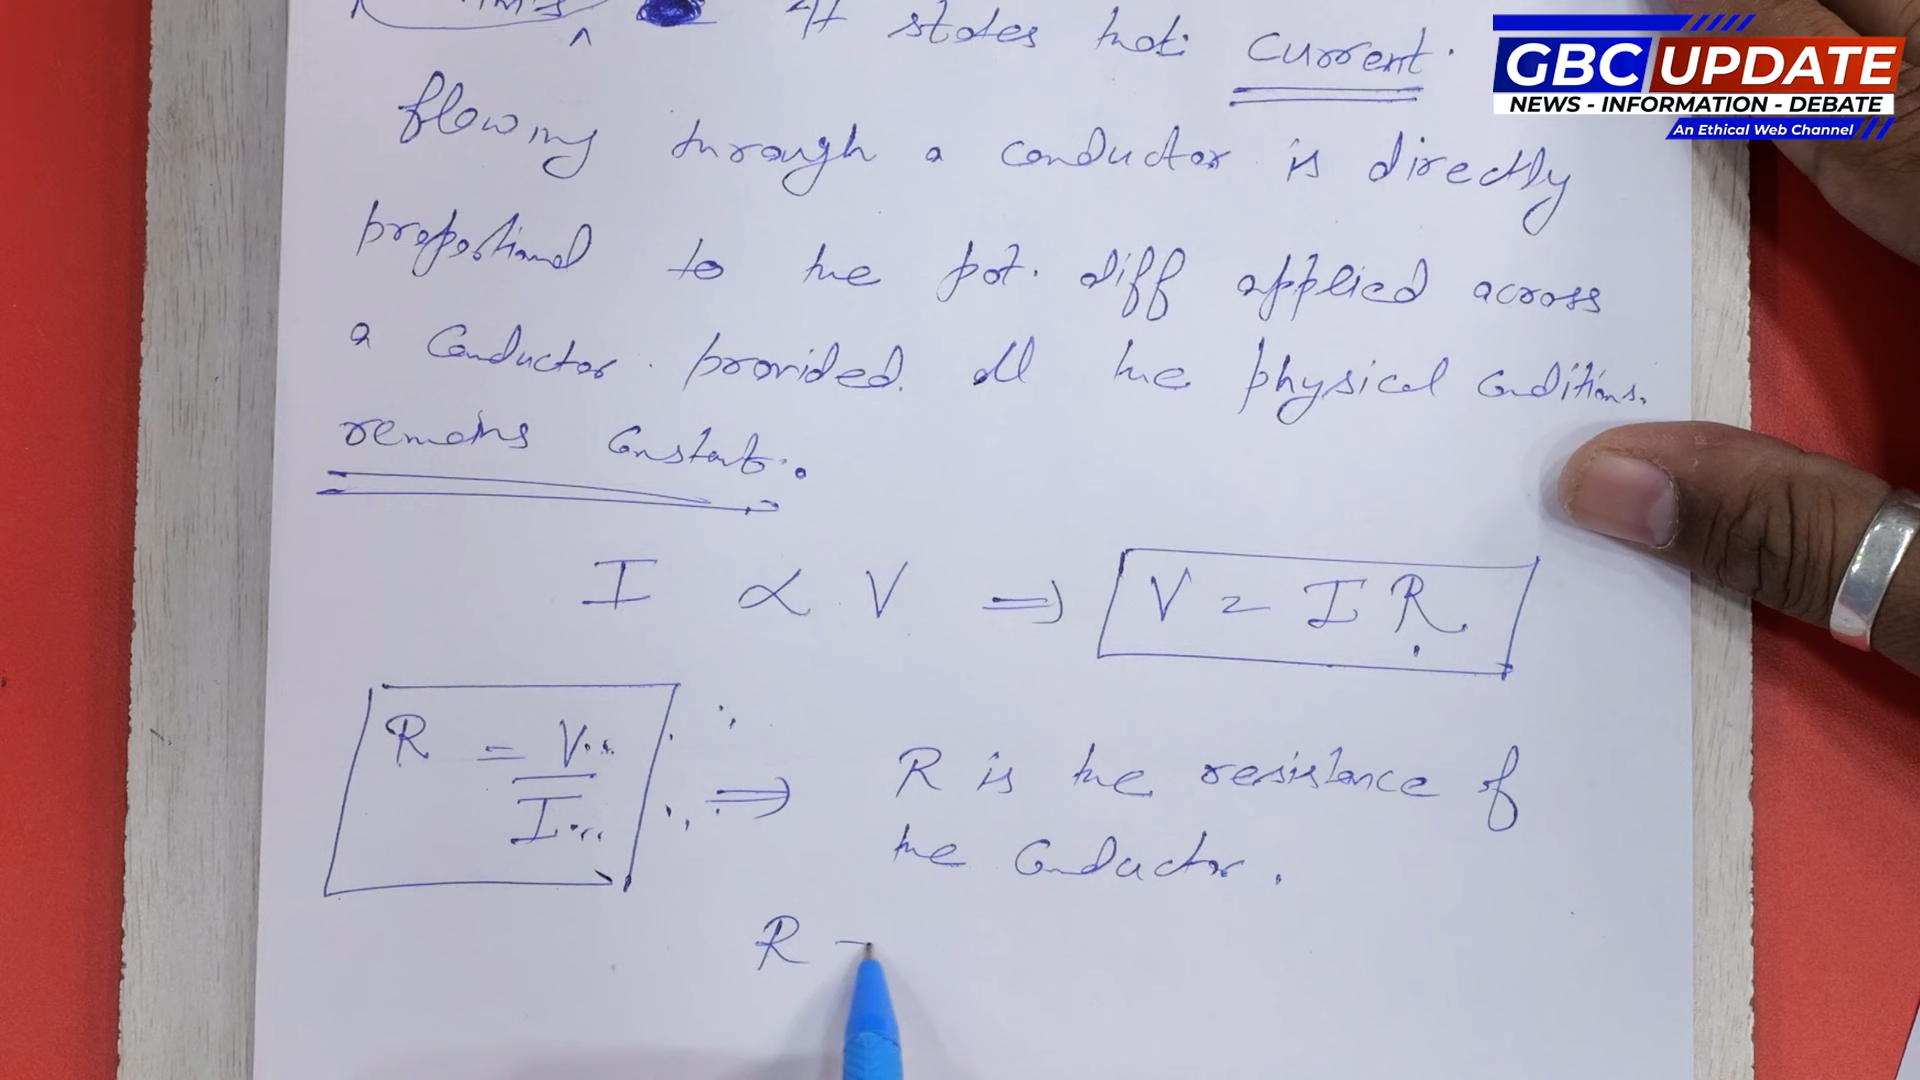 It states that current.
flowing through a conductor is directly
proportional to the pot. diff applied across
a conductor. provided. all the physical conditions.
remains constant.
I ∝ V ⇒ V = I R
R = V/I ⇒ R is the resistance of
the conductor.
R -
GBC UPDATE
NEWS - INFORMATION - DEBATE
An Ethical Web Channel